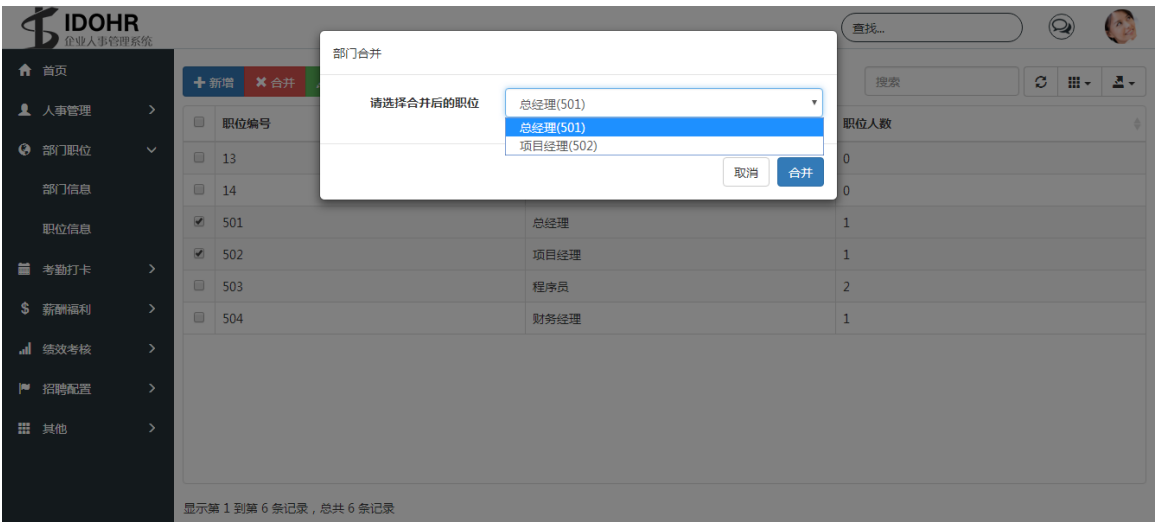 IDOHR
企业人事管理系统
查找...
首页
人事管理
部门职位
部门信息
职位信息
考勤打卡
薪酬福利
绩效考核
招聘配置
其他
部门合并
请选择合并后的职位 总经理(501)
总经理(501)
项目经理(502)
取消 合并
新增 合并 搜索
职位编号 职位人数
13 0
14 0
501 总经理 1
502 项目经理 1
503 程序员 2
504 财务经理 1
显示第 1 到第 6 条记录，总共 6 条记录